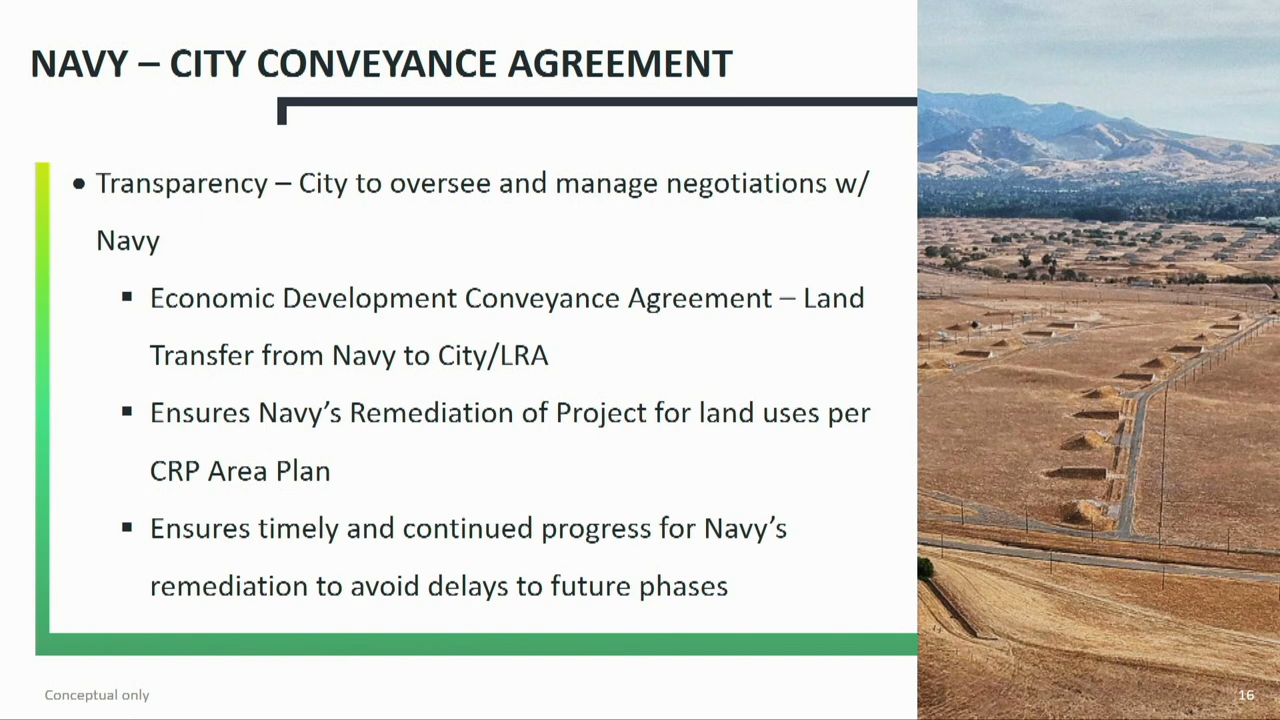 NAVY – CITY CONVEYANCE AGREEMENT
• Transparency – City to oversee and manage negotiations w/
Navy
▪ Economic Development Conveyance Agreement – Land
Transfer from Navy to City/LRA
▪ Ensures Navy’s Remediation of Project for land uses per
CRP Area Plan
▪ Ensures timely and continued progress for Navy’s
remediation to avoid delays to future phases
Conceptual only
16